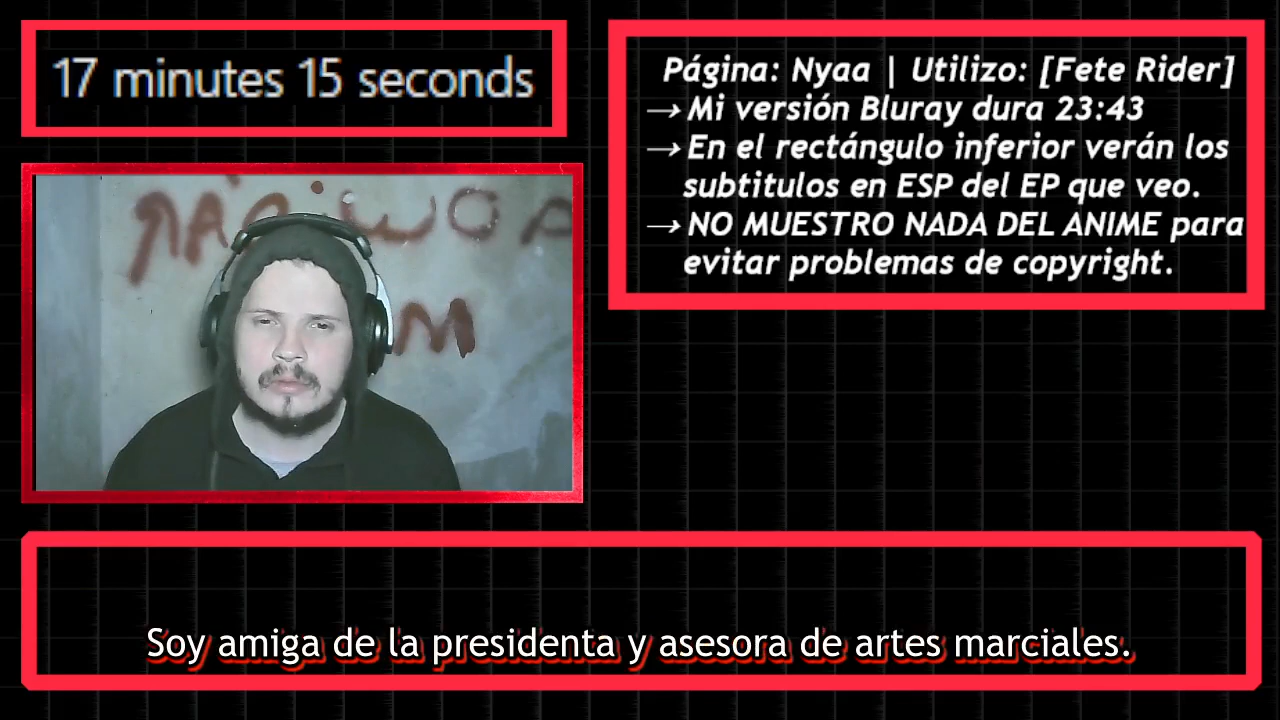 17 minutes 15 seconds
Página: Nyaa | Utilizo: [Fete Rider]
→ Mi versión Bluray dura 23:43
→ En el rectángulo inferior verán los
subtitulos en ESP del EP que veo.
→ NO MUESTRO NADA DEL ANIME para
evitar problemas de copyright.
Soy amiga de la presidenta y asesora de artes marciales.